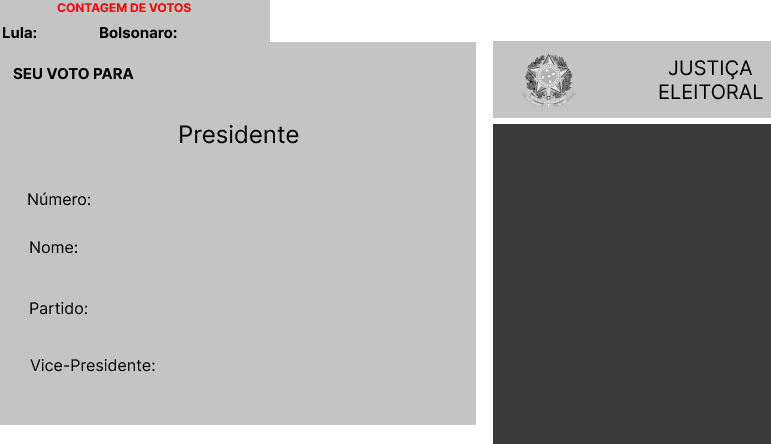 CONTAGEM DE VOTOS
Lula: Bolsonaro:
SEU VOTO PARA
Presidente
Número:
Nome:
Partido:
Vice-Presidente:
JUSTIÇA
ELEITORAL